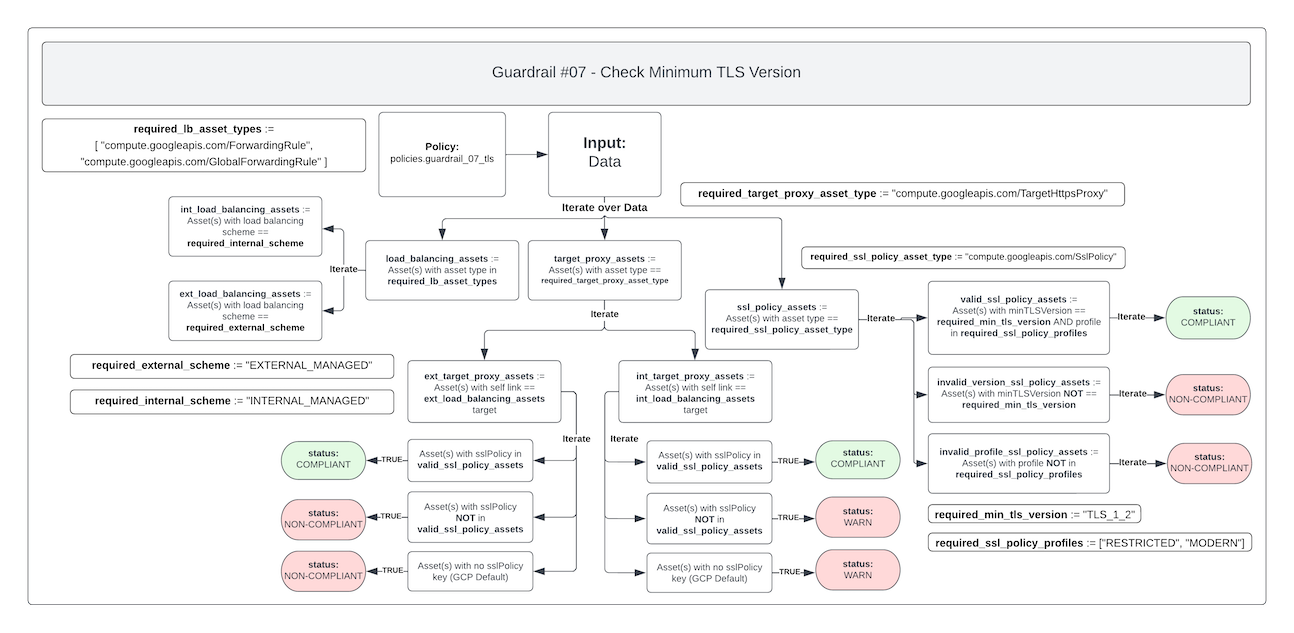 Guardrail #07 - Check Minimum TLS Version
required_lb_asset_types :=
[ "compute.googleapis.com/ForwardingRule",
"compute.googleapis.com/GlobalForwardingRule" ]
Policy:
policies.guardrail_07_tls
Input:
Data
required_target_proxy_asset_type := "compute.googleapis.com/TargetHttpsProxy"
Iterate over Data
int_load_balancing_assets :=
Asset(s) with load balancing
scheme ==
required_internal_scheme
ext_load_balancing_assets :=
Asset(s) with load balancing
scheme ==
required_external_scheme
Iterate
load_balancing_assets :=
Asset(s) with asset type in
required_lb_asset_types
target_proxy_assets :=
Asset(s) with asset type ==
required_target_proxy_asset_type
required_ssl_policy_asset_type := "compute.googleapis.com/SslPolicy"
ssl_policy_assets :=
Asset(s) with asset type ==
required_ssl_policy_asset_type
Iterate
valid_ssl_policy_assets :=
Asset(s) with minTLSVersion ==
required_min_tls_version AND profile
in required_ssl_policy_profiles
Iterate
status:
COMPLIANT
Iterate
required_external_scheme := "EXTERNAL_MANAGED"
required_internal_scheme := "INTERNAL_MANAGED"
ext_target_proxy_assets :=
Asset(s) with self link ==
ext_load_balancing_assets
target
int_target_proxy_assets :=
Asset(s) with self link ==
int_load_balancing_assets
target
invalid_version_ssl_policy_assets :=
Asset(s) with minTLSVersion NOT ==
required_min_tls_version
Iterate
status:
NON-COMPLIANT
Iterate
Iterate
status:
COMPLIANT
TRUE
Asset(s) with sslPolicy in
valid_ssl_policy_assets
Asset(s) with sslPolicy in
valid_ssl_policy_assets
TRUE
status:
COMPLIANT
invalid_profile_ssl_policy_assets :=
Asset(s) with profile NOT in
required_ssl_policy_profiles
Iterate
status:
NON-COMPLIANT
status:
NON-COMPLIANT
TRUE
Asset(s) with sslPolicy
NOT in
valid_ssl_policy_assets
Asset(s) with sslPolicy
NOT in
valid_ssl_policy_assets
TRUE
status:
WARN
required_min_tls_version := "TLS_1_2"
required_ssl_policy_profiles := ["RESTRICTED", "MODERN"]
status:
NON-COMPLIANT
TRUE
Asset(s) with no sslPolicy
key (GCP Default)
Asset(s) with no sslPolicy
key (GCP Default)
TRUE
status:
WARN